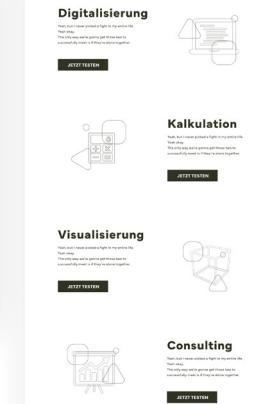 Digitalisierung
Yeah, but I never picked a fight in my entire life.
Yeah okay.
The only way we're gonna get those two to
successfully meet is if they're alone together.
JETZT TESTEN
Kalkulation
Yeah, but I never picked a fight in my entire life.
Yeah okay.
The only way we're gonna get those two to
successfully meet is if they're alone together.
JETZT TESTEN
Visualisierung
Yeah, but I never picked a fight in my entire life.
Yeah okay.
The only way we're gonna get those two to
successfully meet is if they're alone together.
JETZT TESTEN
Consulting
Yeah, but I never picked a fight in my entire life.
Yeah okay.
The only way we're gonna get those two to
successfully meet is if they're alone together.
JETZT TESTEN